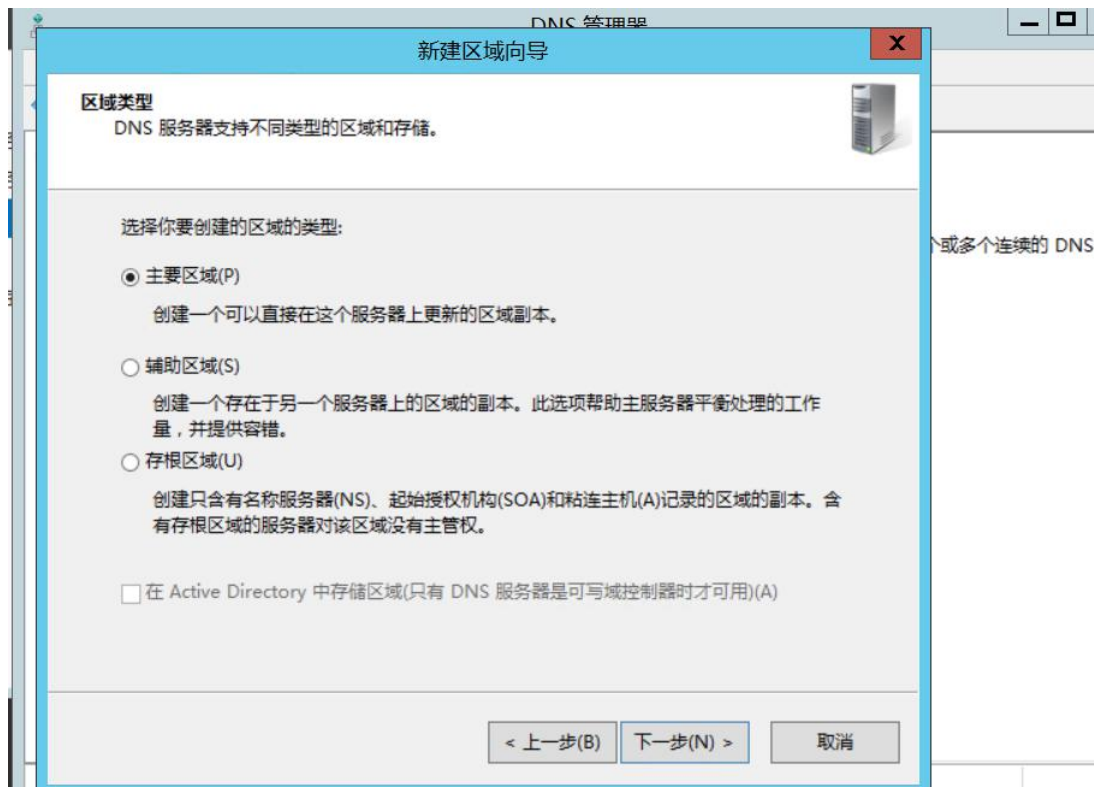 DNS 管理器
新建区域向导
X
区域类型
DNS 服务器支持不同类型的区域和存储。
选择你要创建的区域的类型:
个或多个连续的 DNS
主要区域(P)
创建一个可以直接在这个服务器上更新的区域副本。
辅助区域(S)
创建一个存在于另一个服务器上的区域的副本。此选项帮助主服务器平衡处理的工作
量，并提供容错。
存根区域(U)
创建只含有名称服务器(NS)、起始授权机构(SOA)和粘连主机(A)记录的区域的副本。含
有存根区域的服务器对该区域没有主管权。
在 Active Directory 中存储区域(只有 DNS 服务器是可写域控制器时才可用)(A)
< 上一步(B)
下一步(N) >
取消